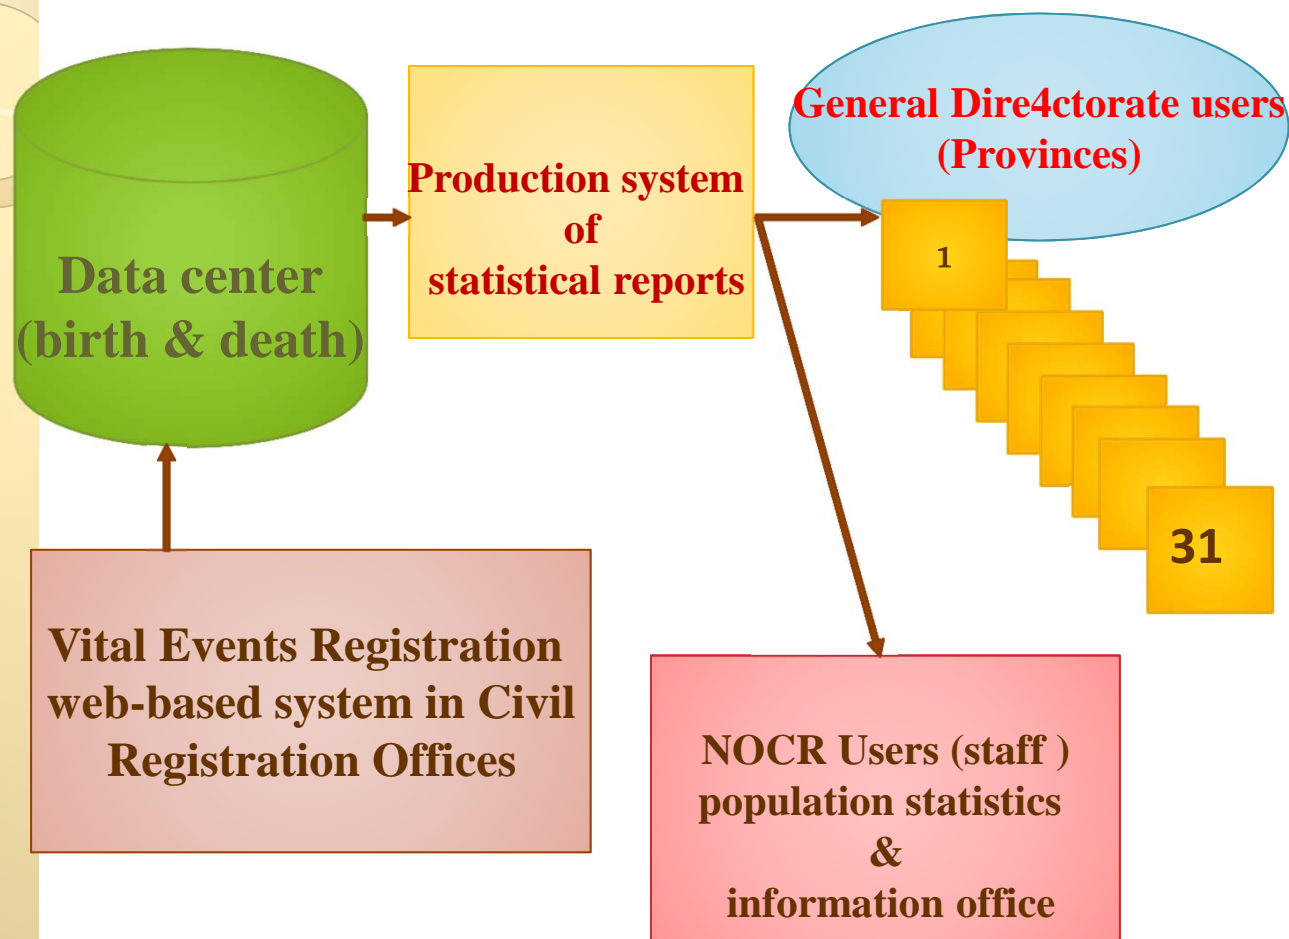 General Dire4ctorate users
(Provinces)
Production system
of
statistical reports
Data center
(birth & death)
1
31
Vital Events Registration
web-based system in Civil
Registration Offices
NOCR Users (staff )
population statistics
&
information office